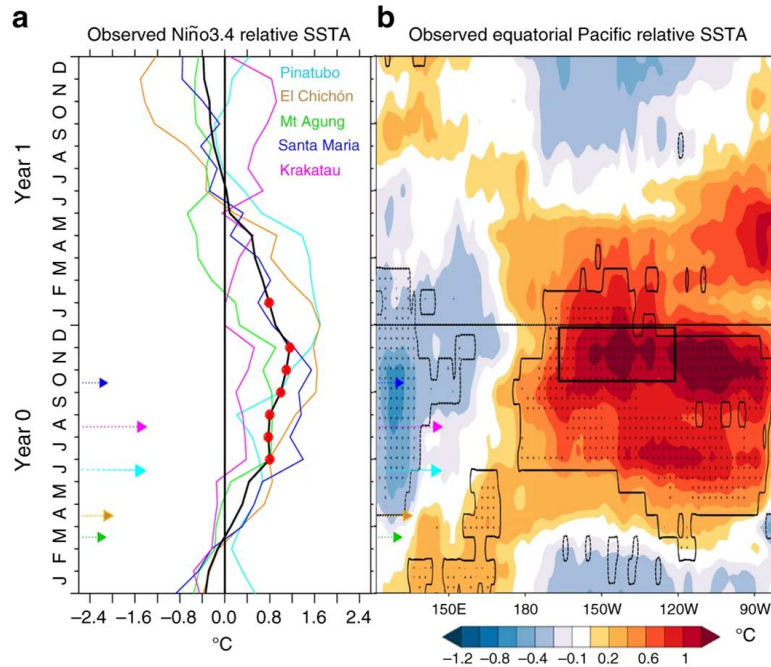 a
Observed Niño3.4 relative SSTA
b
Observed equatorial Pacific relative SSTA
Pinatubo
El Chichón
Mt Agung
Santa Maria
Krakatau
Year 1
D
N
O
S
A
J
J
M
A
M
F
J
Year 0
D
N
O
S
A
J
J
M
A
M
F
J
−2.4 −1.6 −0.8 0.0 0.8 1.6 2.4
°C
150E 180 150W 120W 90W
−1.2 −0.8 −0.4 −0.1 0.2 0.6 1
°C